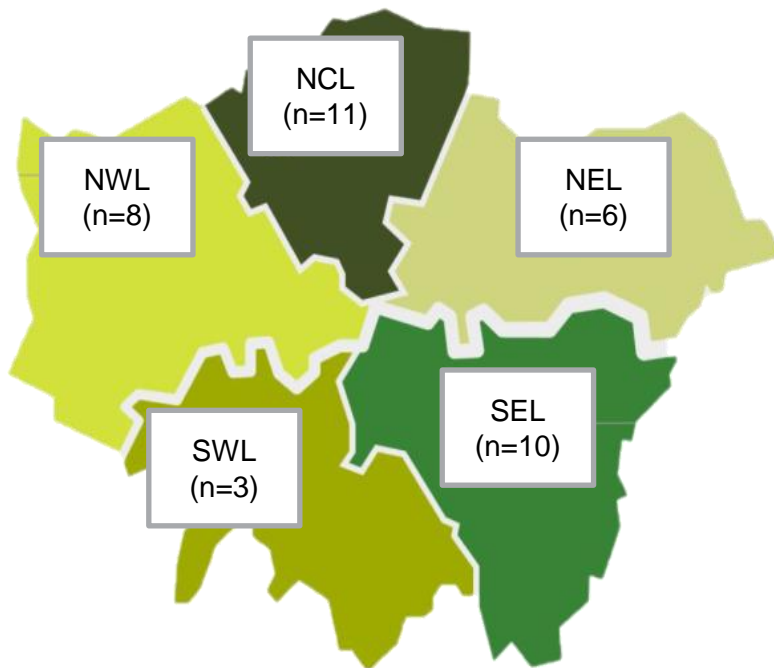 NCL
(n=11)
NWL
(n=8)
NEL
(n=6)
SWL
(n=3)
SEL
(n=10)